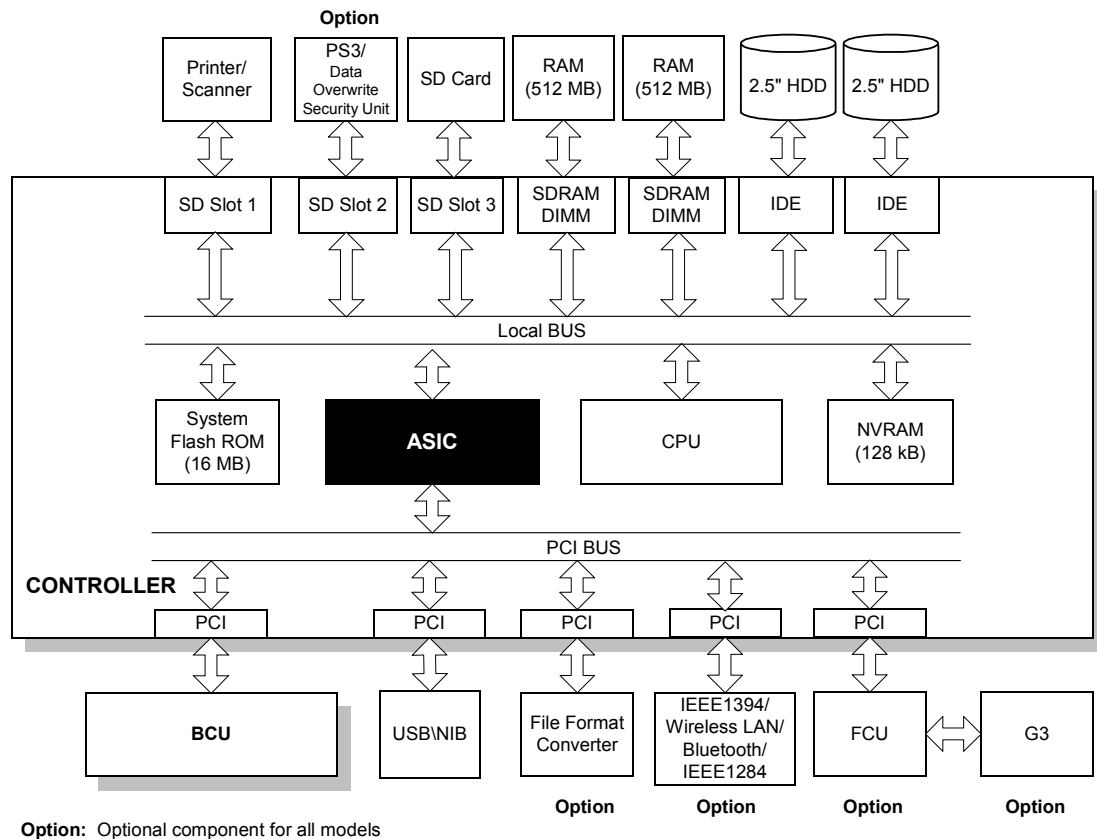 Option
Printer/
Scanner
PS3/
Data
Overwrite
Security Unit
SD Card
RAM
(512 MB)
RAM
(512 MB)
2.5" HDD
2.5" HDD
SD Slot 1
SD Slot 2
SD Slot 3
SDRAM
DIMM
SDRAM
DIMM
IDE
IDE
Local BUS
System
Flash ROM
(16 MB)
ASIC
CPU
NVRAM
(128 kB)
PCI BUS
CONTROLLER
PCI
PCI
PCI
PCI
PCI
BCU
USB\NIB
File Format
Converter
IEEE1394/
Wireless LAN/
Bluetooth/
IEEE1284
FCU
G3
Option
Option
Option
Option
Option: Optional component for all models